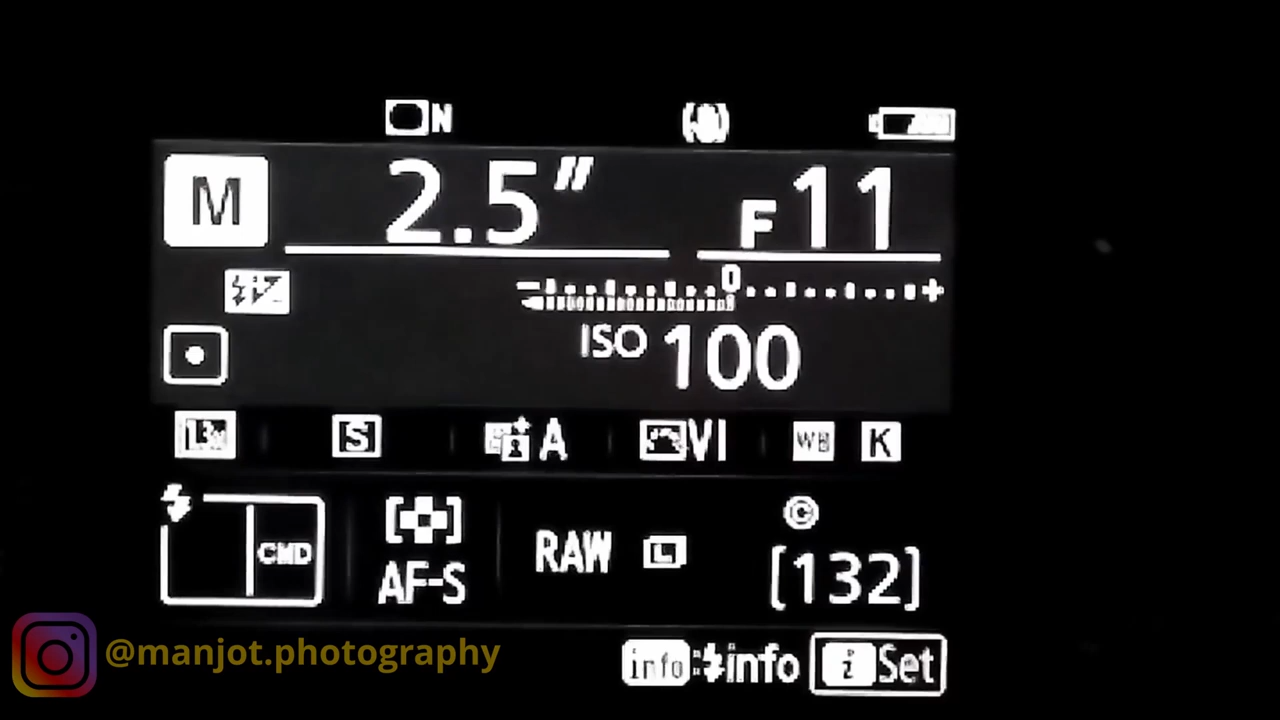 N
M 2.5″ F11
− 0 +
ISO 100
S A VI WB K
CMD AF-S RAW L © [132]
info:info i Set
@manjot.photography